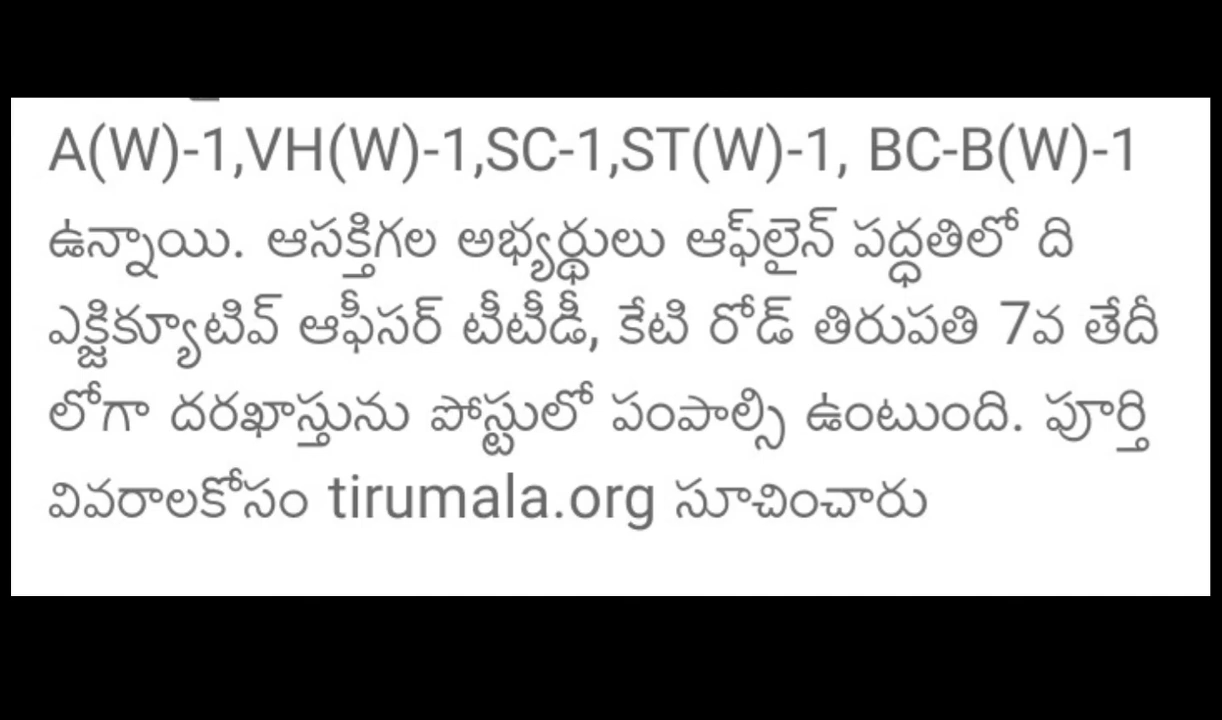 A(W)-1,VH(W)-1,SC-1,ST(W)-1, BC-B(W)-1
ఉన్నాయి. ఆసక్తిగల అభ్యర్థులు ఆఫ్‌లైన్ పద్ధతిలో ది
ఎక్జిక్యూటివ్ ఆఫీసర్ టీటీడీ, కేటి రోడ్ తిరుపతి 7వ తేదీ
లోగా దరఖాస్తును పోస్టులో పంపాల్సి ఉంటుంది. పూర్తి
వివరాలకోసం tirumala.org సూచించారు